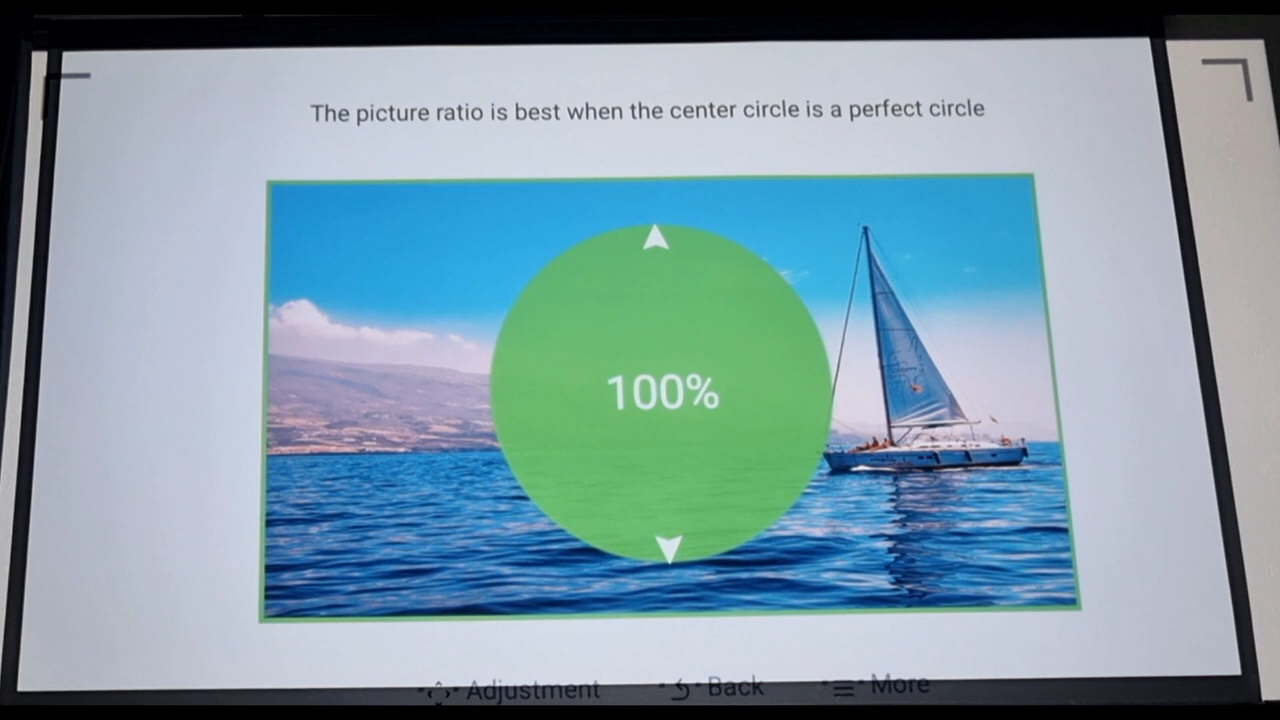 The picture ratio is best when the center circle is a perfect circle
100%
Adjustment Back More